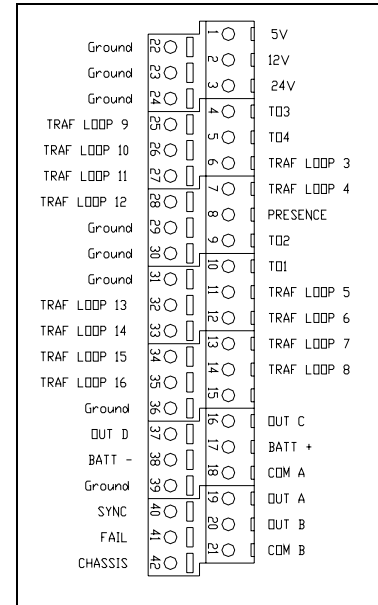 Ground 22
Ground 23
Ground 24
TRAF LOOP 9 25
TRAF LOOP 10 26
TRAF LOOP 11 27
TRAF LOOP 12 28
Ground 29
Ground 30
Ground 31
TRAF LOOP 13 32
TRAF LOOP 14 33
TRAF LOOP 15 34
TRAF LOOP 16 35
Ground 36
OUT D 37
BATT - 38
Ground 39
SYNC 40
FAIL 41
CHASSIS 42
1 5V
2 12V
3 24V
4 TO3
5 TO4
6 TRAF LOOP 3
7 TRAF LOOP 4
8 PRESENCE
9 TO2
10 TO1
11 TRAF LOOP 5
12 TRAF LOOP 6
13 TRAF LOOP 7
14 TRAF LOOP 8
15
16 OUT C
17 BATT +
18 COM A
19 OUT A
20 OUT B
21 COM B